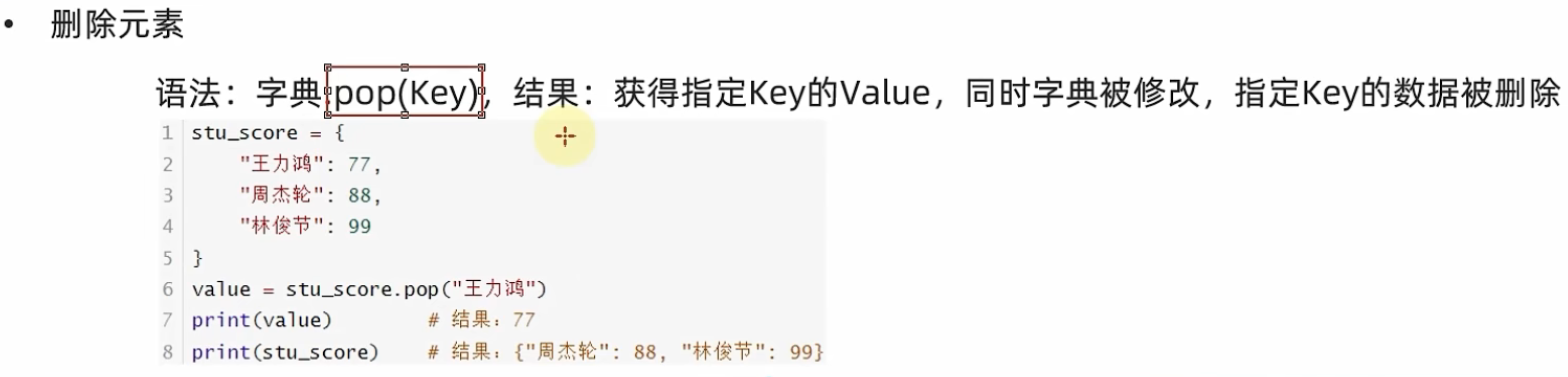 • 删除元素
语法：字典.pop(Key)，结果：获得指定Key的Value，同时字典被修改，指定Key的数据被删除
1 stu_score = {
2     "王力鸿": 77,
3     "周杰轮": 88,
4     "林俊节": 99
5 }
6 value = stu_score.pop("王力鸿")
7 print(value)        # 结果：77
8 print(stu_score)    # 结果：{"周杰轮": 88, "林俊节": 99}